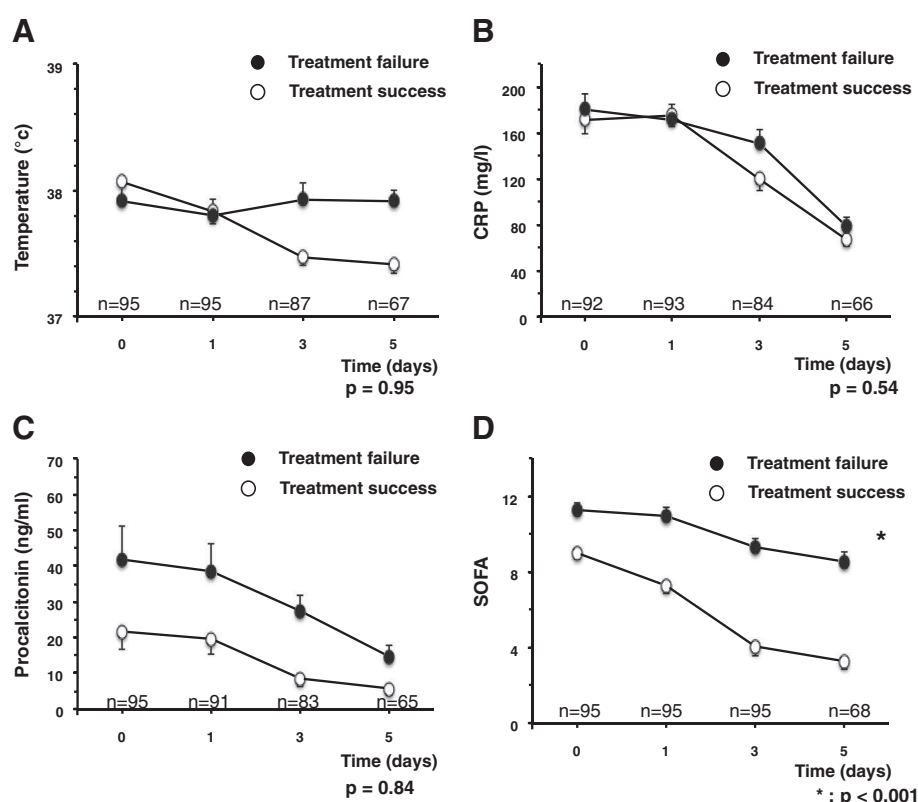 A
Temperature (°c)
39
38
37
Treatment failure
Treatment success
n=95 n=95 n=87 n=67
0 1 3 5
Time (days)
p = 0.95
B
CRP (mg/l)
200
160
120
80
40
0
Treatment failure
Treatment success
n=92 n=93 n=84 n=66
0 1 3 5
Time (days)
p = 0.54
C
Procalcitonin (ng/ml)
70
60
50
40
30
20
10
0
Treatment failure
Treatment success
n=95 n=91 n=83 n=65
0 1 3 5
Time (days)
p = 0.84
D
SOFA
12
8
4
0
Treatment failure
Treatment success
*
n=95 n=95 n=95 n=68
0 1 3 5
Time (days)
* : p < 0.001